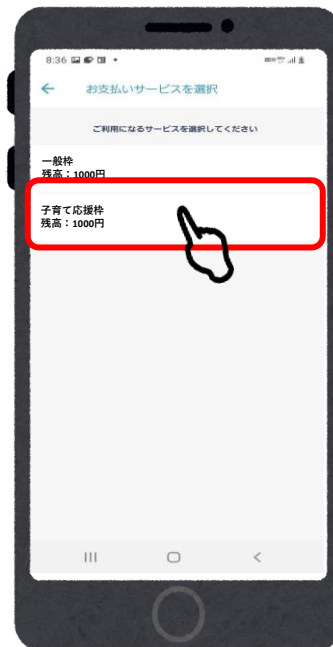 8:36
お支払いサービスを選択
ご利用になるサービスを選択してください
一般枠
残高：1000円
子育て応援枠
残高：1000円